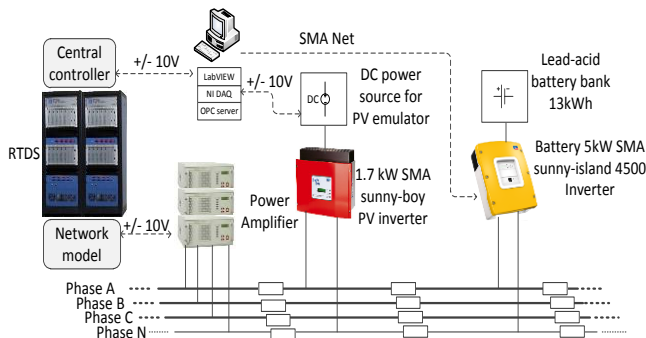 Central
controller
+/- 10V
SMA Net
LabVIEW
NI DAQ
OPC server
+/- 10V
DC
DC power
source for
PV emulator
Lead-acid
battery bank
13kWh
RTDS
Battery 5kW SMA
sunny-island 4500
Inverter
1.7 kW SMA
sunny-boy
PV inverter
Power
Amplifier
Network
model
+/- 10V
Phase A
Phase B
Phase C
Phase N